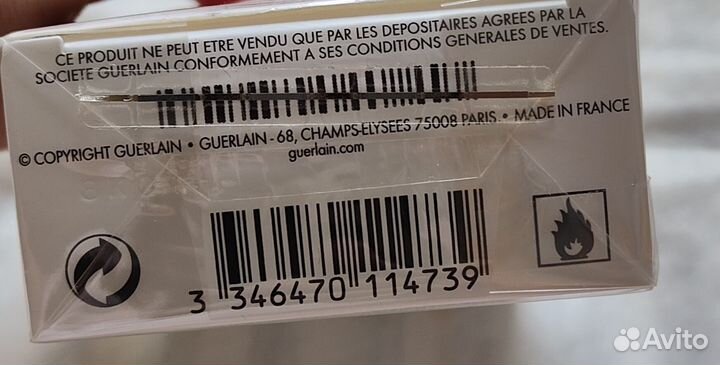 CE PRODUIT NE PEUT ETRE VENDU QUE PAR LES DEPOSITAIRES AGREES PAR LA
SOCIETE GUERLAIN CONFORMEMENT A SES CONDITIONS GENERALES DE VENTES.
© COPYRIGHT GUERLAIN • GUERLAIN - 68, CHAMPS-ELYSEES 75008 PARIS • MADE IN FRANCE
guerlain.com
3 346470 114739
Avito